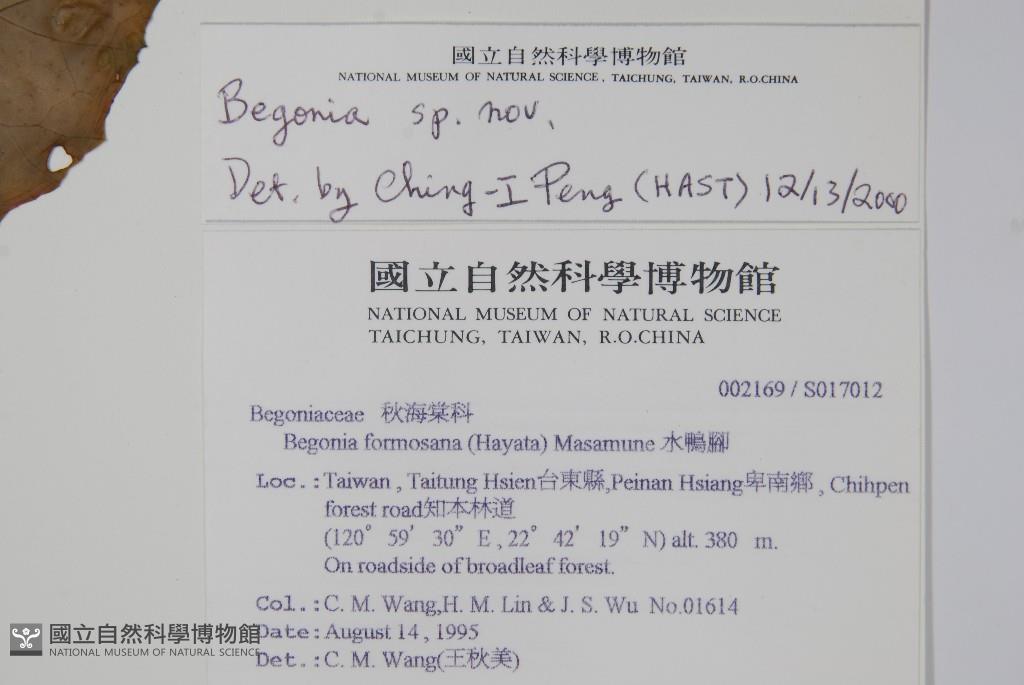 國立自然科學博物館
NATIONAL MUSEUM OF NATURAL SCIENCE, TAICHUNG, TAIWAN, R.O.CHINA
Begonia sp. nov.
Det. by Ching-I Peng (HAST) 12/13/2000
國立自然科學博物館
NATIONAL MUSEUM OF NATURAL SCIENCE
TAICHUNG, TAIWAN, R.O.CHINA
002169 / S017012
Begoniaceae 秋海棠科
Begonia formosana (Hayata) Masamune 水鴨腳
Loc.:Taiwan , Taitung Hsien台東縣,Peinan Hsiang卑南鄉 , Chihpen
forest road知本林道
(120° 59′ 30″ E , 22° 42′ 19″ N) alt. 380 m.
On roadside of broadleaf forest.
Col.:C. M. Wang,H. M. Lin & J. S. Wu No.01614
Date:August 14 , 1995
Det.:C. M. Wang(王秋美)
國立自然科學博物館
NATIONAL MUSEUM OF NATURAL SCIENCE